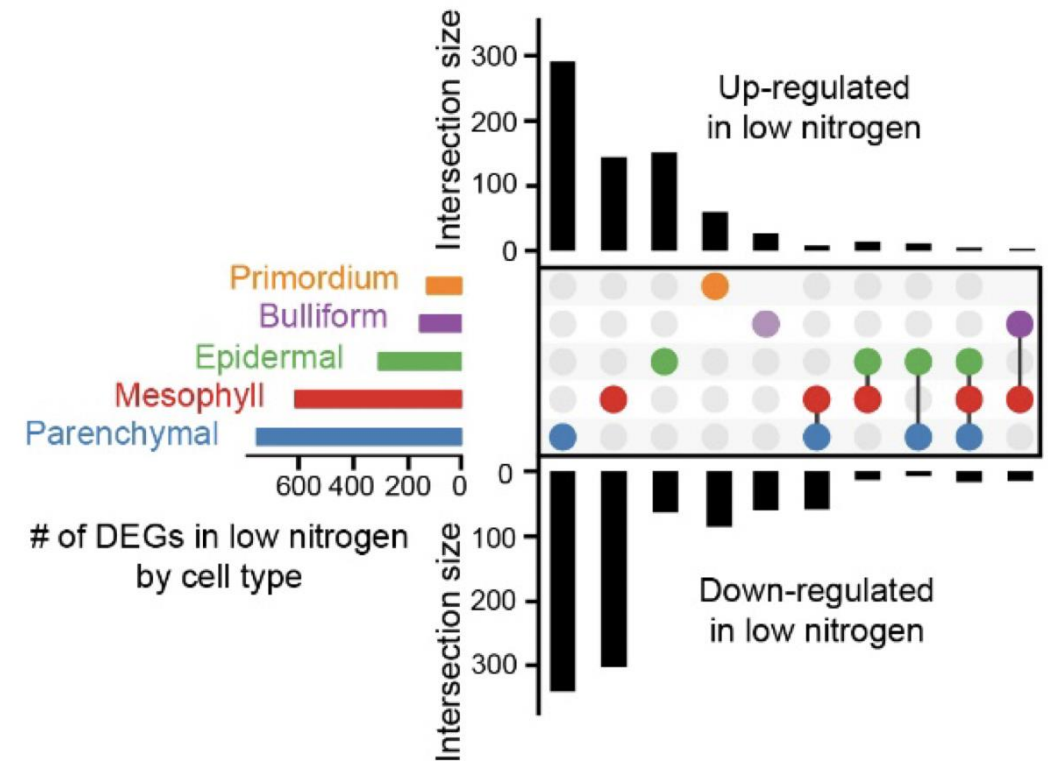 Intersection size
300
200
100
0
Up-regulated
in low nitrogen
Primordium
Bulliform
Epidermal
Mesophyll
Parenchymal
600 400 200 0
# of DEGs in low nitrogen
by cell type
Intersection size
0
100
200
300
Down-regulated
in low nitrogen